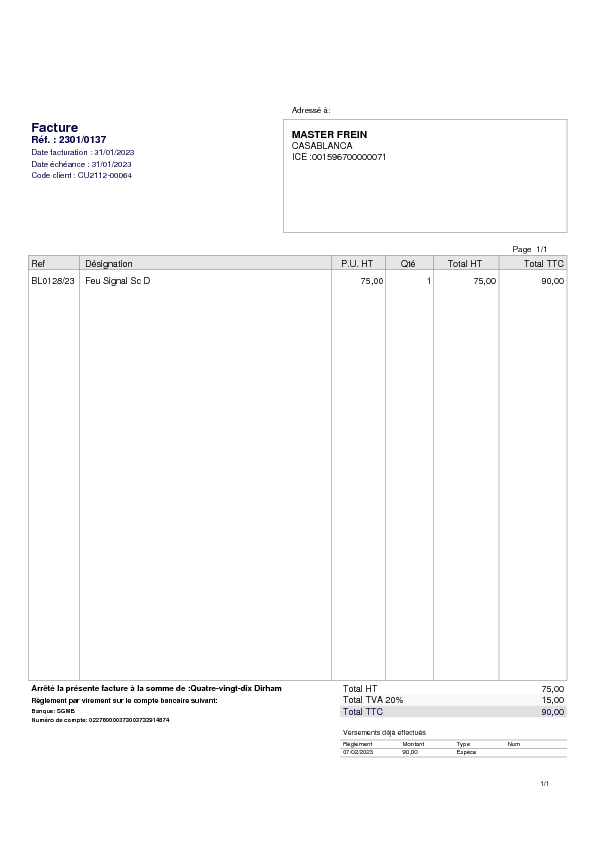 Adressé à:
Facture
Réf. : 2301/0137
Date facturation : 31/01/2023
Date échéance : 31/01/2023
Code client : CU2112-00064
MASTER FREIN
CASABLANCA
ICE :001596700000071
Page 1/1
Ref Désignation P.U. HT Qté Total HT Total TTC
BL0128/23 Feu Signal Sc D 75,00 1 75,00 90,00
Arrêté la présente facture à la somme de :Quatre-vingt-dix Dirham
Règlement par virement sur le compte bancaire suivant:
Banque: SGMB
Numéro de compte:
Total HT 75,00
Total TVA 20% 15,00
Total TTC 90,00
Versements déjà effectués
Règlement Montant Type Num
07/02/2023 90,00 Espèce
1/1